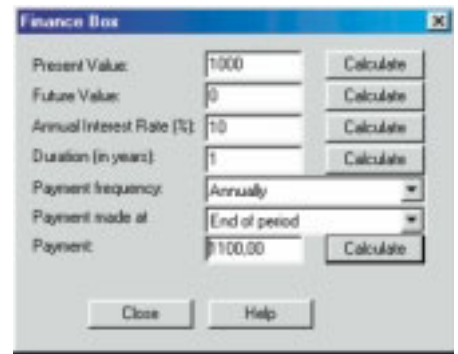 Finance Box
Present Value: 1000 Calculate
Future Value: 0 Calculate
Annual Interest Rate (%): 10 Calculate
Duration (in years): 1 Calculate
Payment frequency: Annually
Payment made at End of period
Payment: 1100,00 Calculate
Close Help